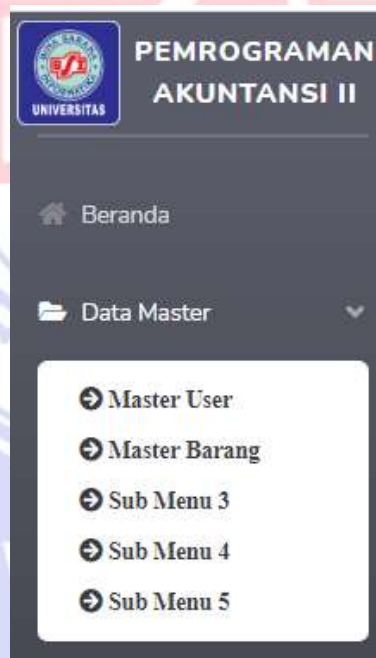 PEMROGRAMAN
AKUNTANSI II
UNIVERSITAS
Beranda
Data Master
Master User
Master Barang
Sub Menu 3
Sub Menu 4
Sub Menu 5